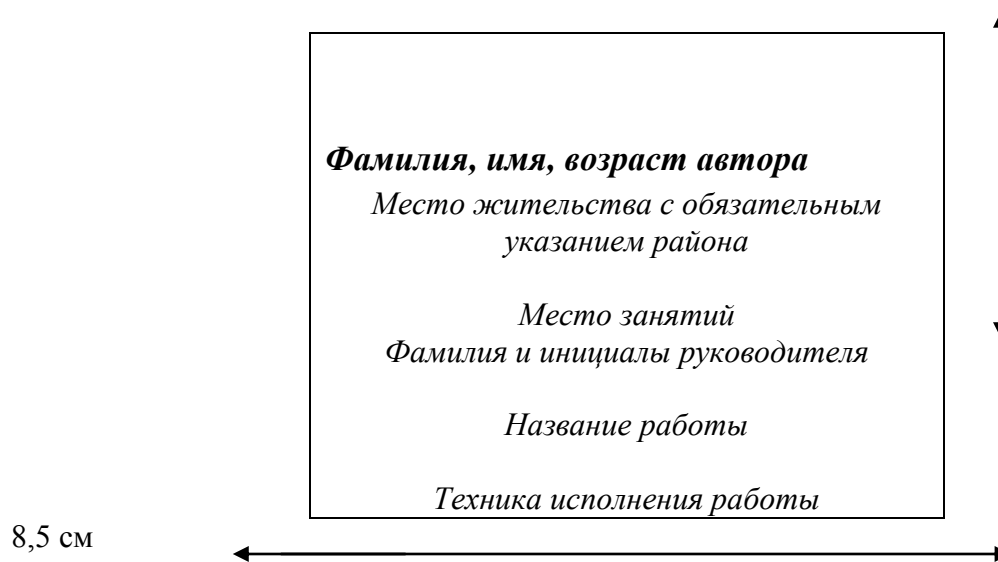 Фамилия, имя, возраст автора
Место жительства с обязательным
указанием района
Место занятий
Фамилия и инициалы руководителя
Название работы
Техника исполнения работы
8,5 см